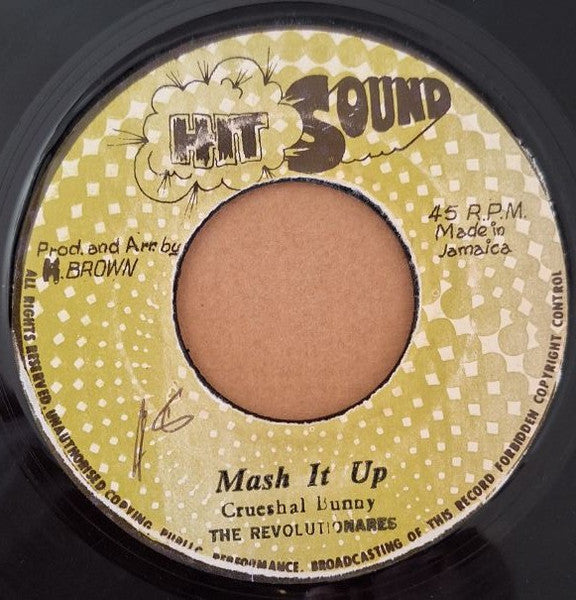 HIT SOUND
Prod. and Arr. by
H. BROWN
45 R.P.M.
Made in
Jamaica
Mash It Up
Crueshal Bunny
THE REVOLUTIONARES
ALL RIGHTS RESERVED. UNAUTHORISED COPYING, PUBLIC PERFORMANCE, BROADCASTING OF THIS RECORD FORBIDDEN COPYRIGHT CONTROL